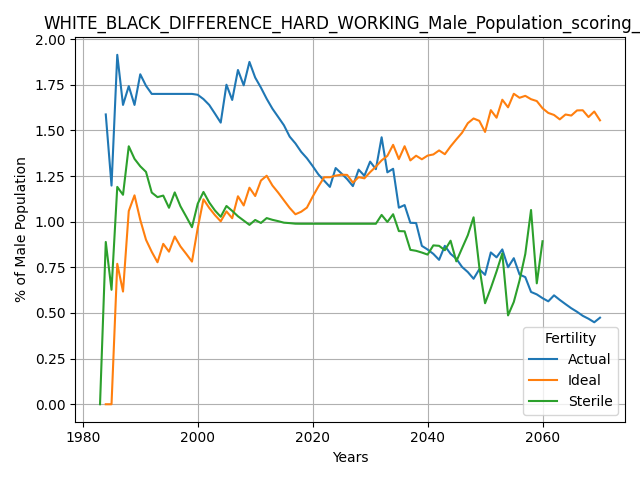 WHITE_BLACK_DIFFERENCE_HARD_WORKING_Male_Population_scoring_
2.00
1.75
1.50
1.25
1.00
0.75
0.50
0.25
0.00
% of Male Population
1980 2000 2020 2040 2060
Years
Fertility
Actual
Ideal
Sterile